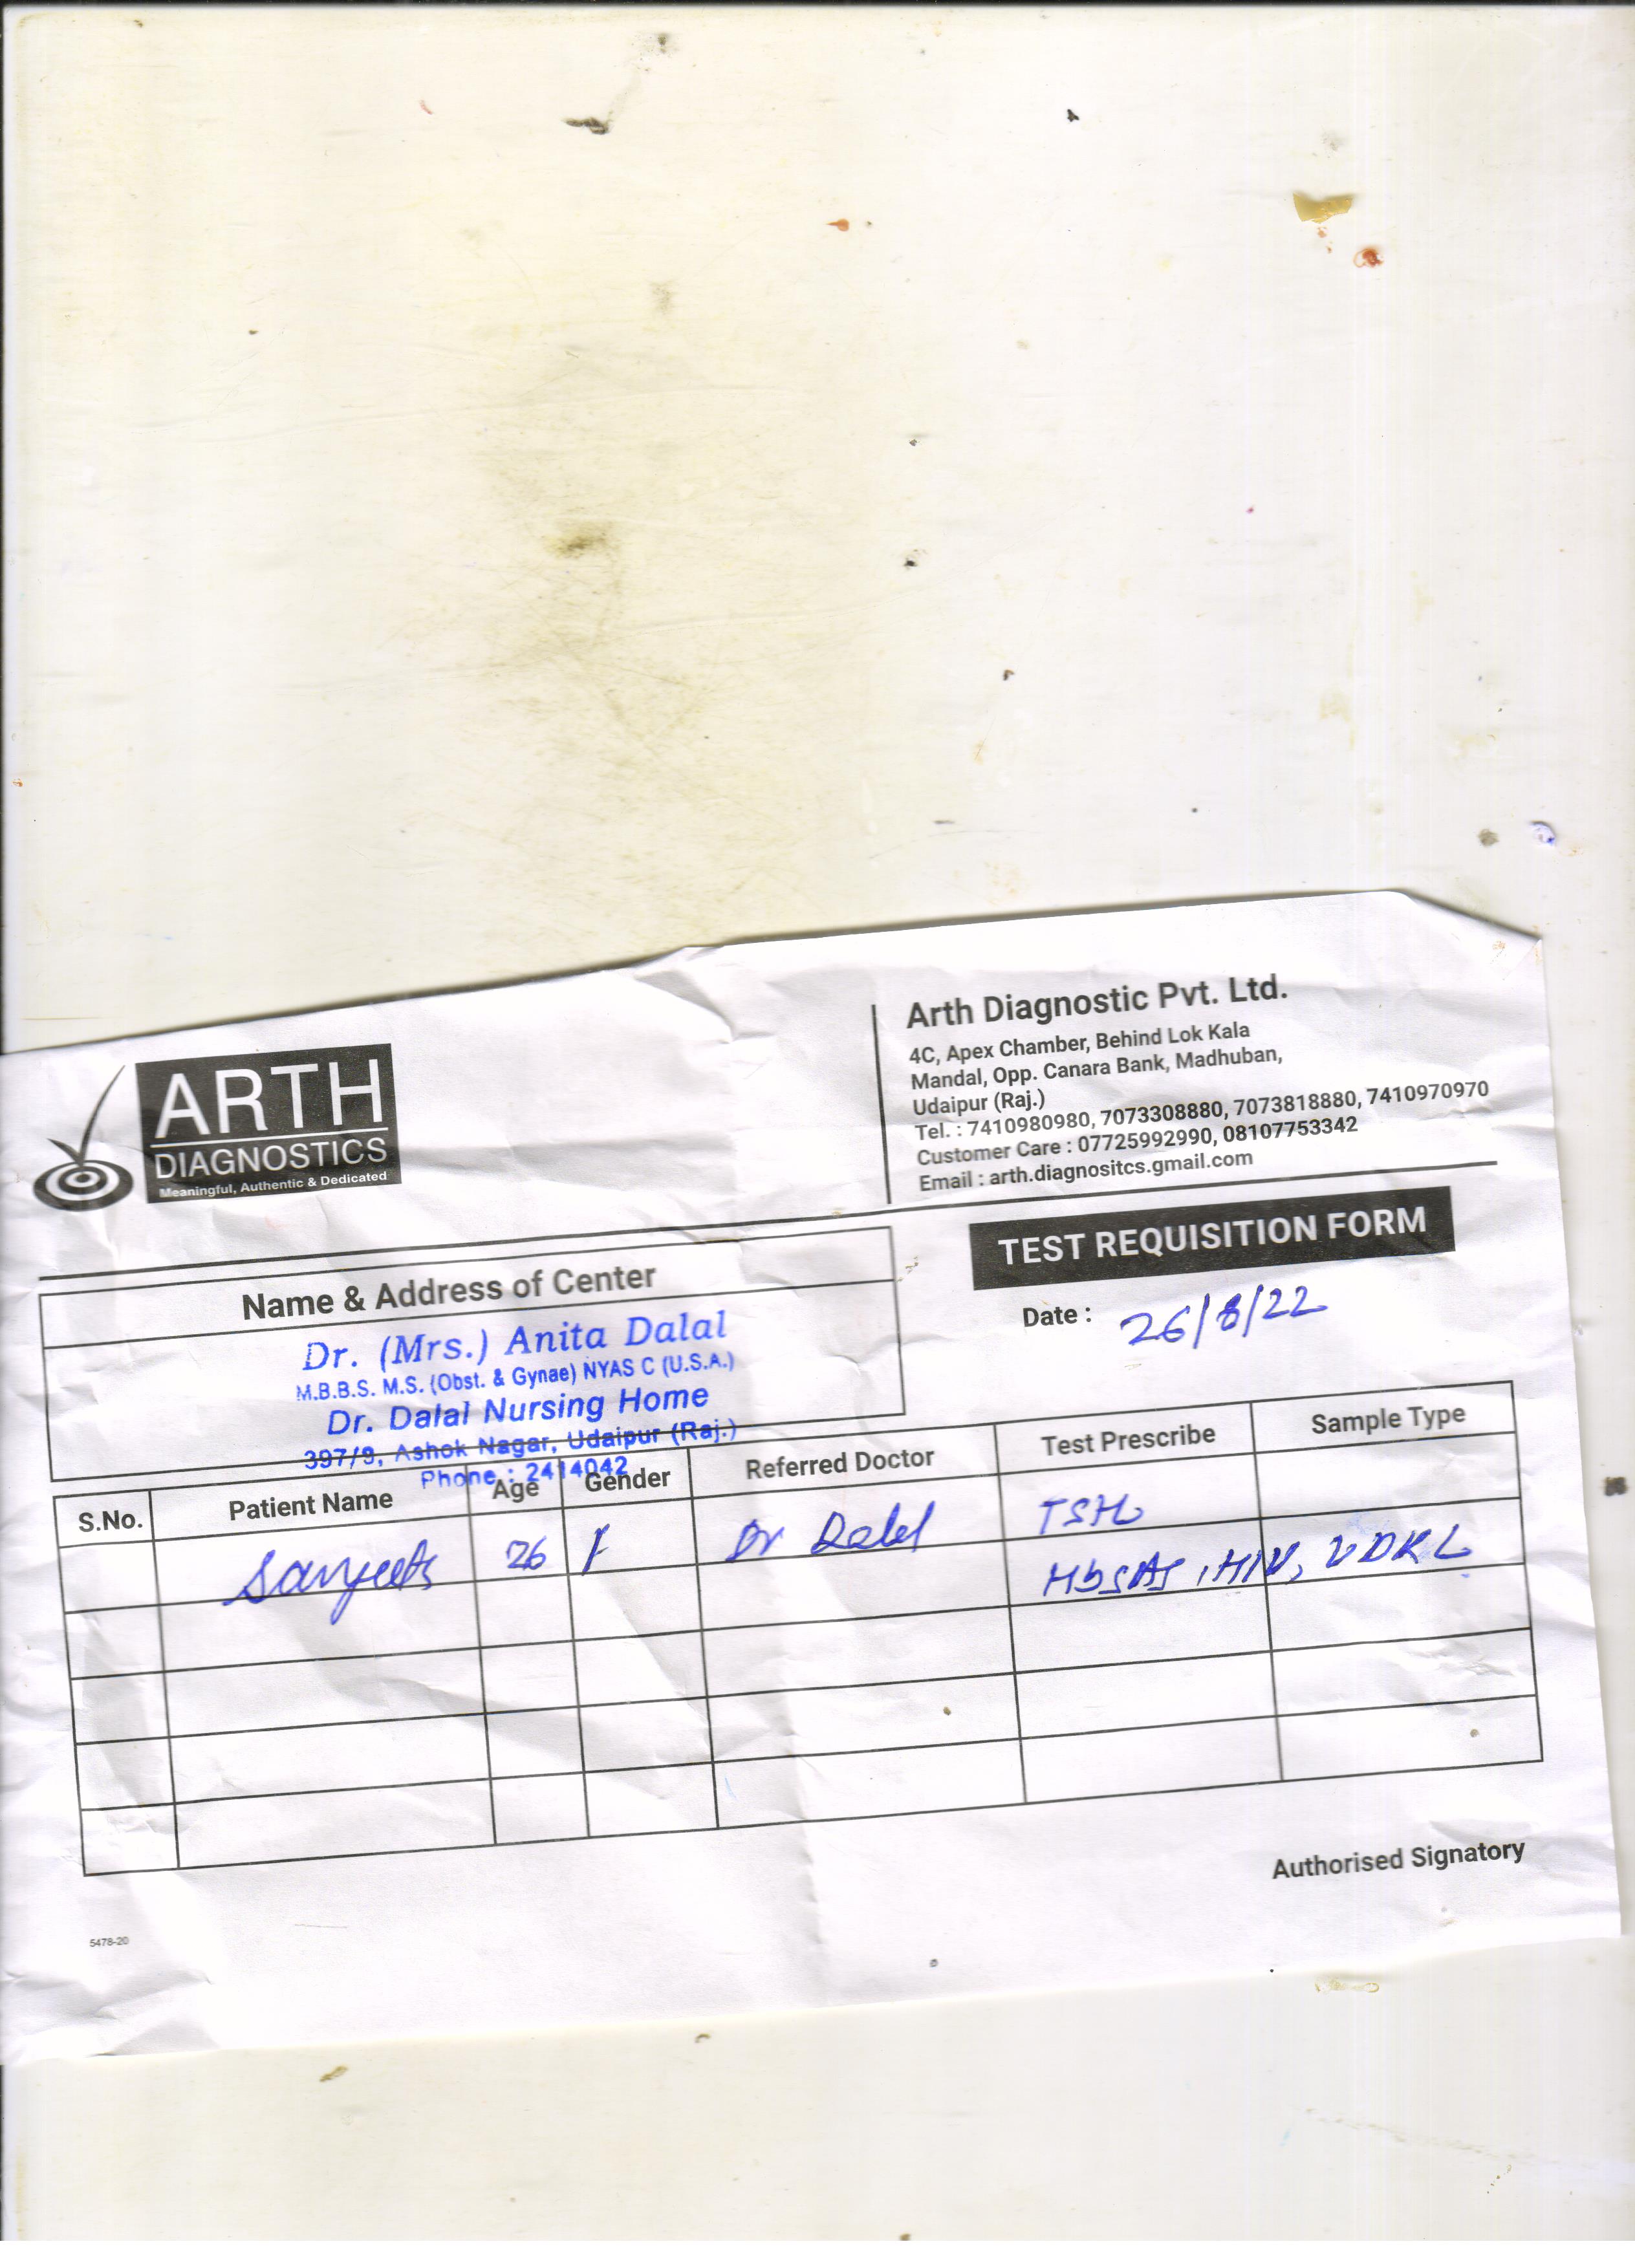 ARTH
DIAGNOSTICS
Meaningful, Authentic & Dedicated
Arth Diagnostic Pvt. Ltd.
4C, Apex Chamber, Behind Lok Kala
Mandal, Opp. Canara Bank, Madhuban,
Udaipur (Raj.)
Tel. : 7410980980, 7073308880, 7073818880, 7410970970
Customer Care : 07725992990, 08107753342
Email : arth.diagnositcs.gmail.com
TEST REQUISITION FORM
Date : 26/8/22
Name & Address of Center
Dr. (Mrs.) Anita Dalal
M.B.B.S. M.S. (Obst. & Gynae) NYAS C (U.S.A.)
Dr. Dalal Nursing Home
397/9, Ashok Nagar, Udaipur (Raj.)
Phone : 2414042
S.No. Patient Name Age Gender Referred Doctor Test Prescribe Sample Type
26 F Dr Dalal TSH
HbsAg, HIV, VDRL
Authorised Signatory
5478-20